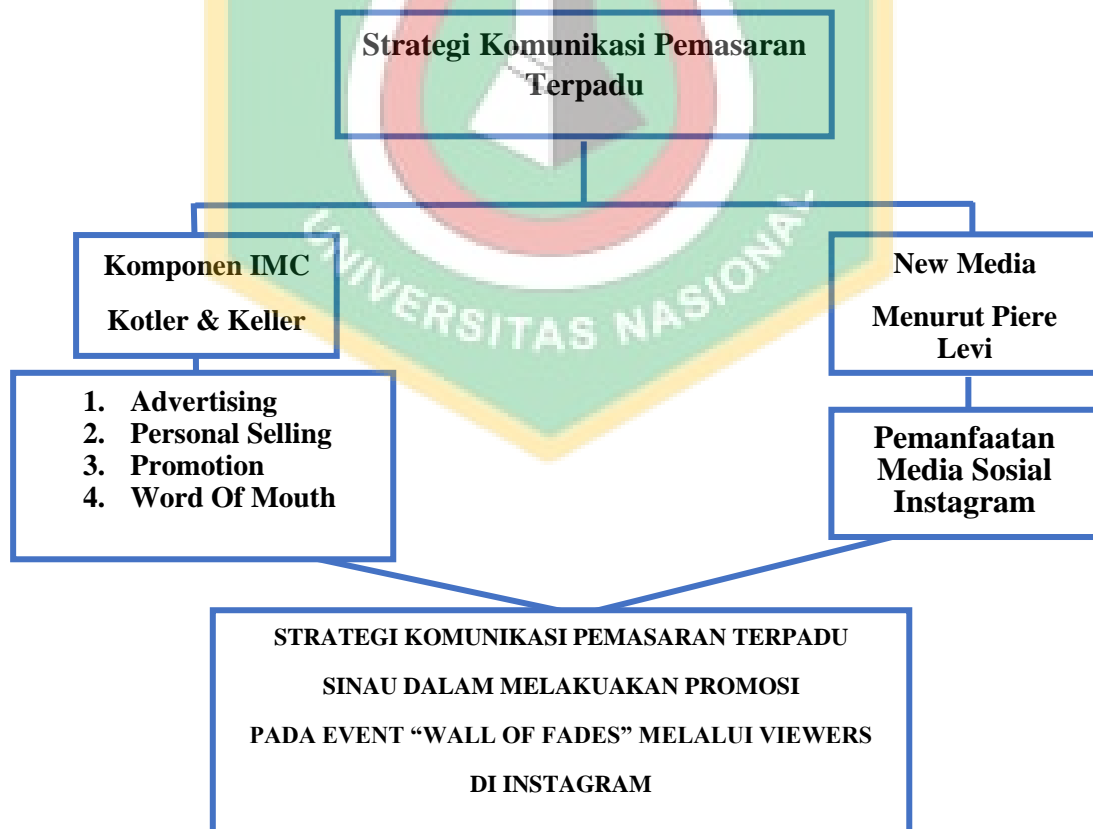 Strategi Komunikasi Pemasaran
Terpadu
UNIVERSITAS NASIONAL
Komponen IMC
Kotler & Keller
New Media
Menurut Piere
Levi
1. Advertising
2. Personal Selling
3. Promotion
4. Word Of Mouth
Pemanfaatan
Media Sosial
Instagram
STRATEGI KOMUNIKASI PEMASARAN TERPADU
SINAU DALAM MELAKUAKAN PROMOSI
PADA EVENT “WALL OF FADES” MELALUI VIEWERS
DI INSTAGRAM